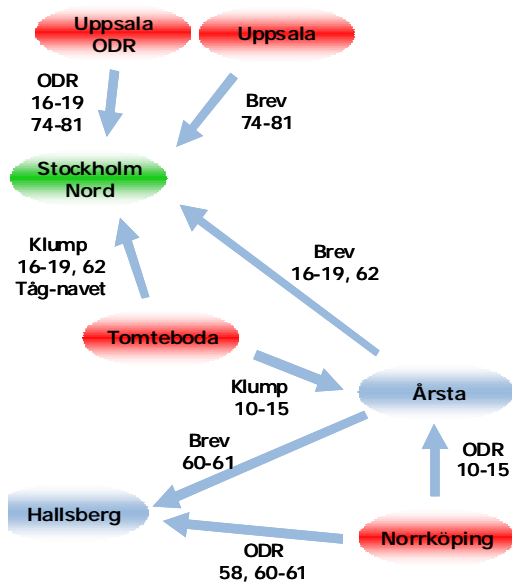 Uppsala
ODR
Uppsala
ODR
16-19
74-81
Brev
74-81
Stockholm
Nord
Klump
16-19, 62
Tåg-navet
Brev
16-19, 62
Tomteboda
Klump
10-15
Årsta
Brev
60-61
ODR
10-15
Hallsberg
Norrköping
ODR
58, 60-61